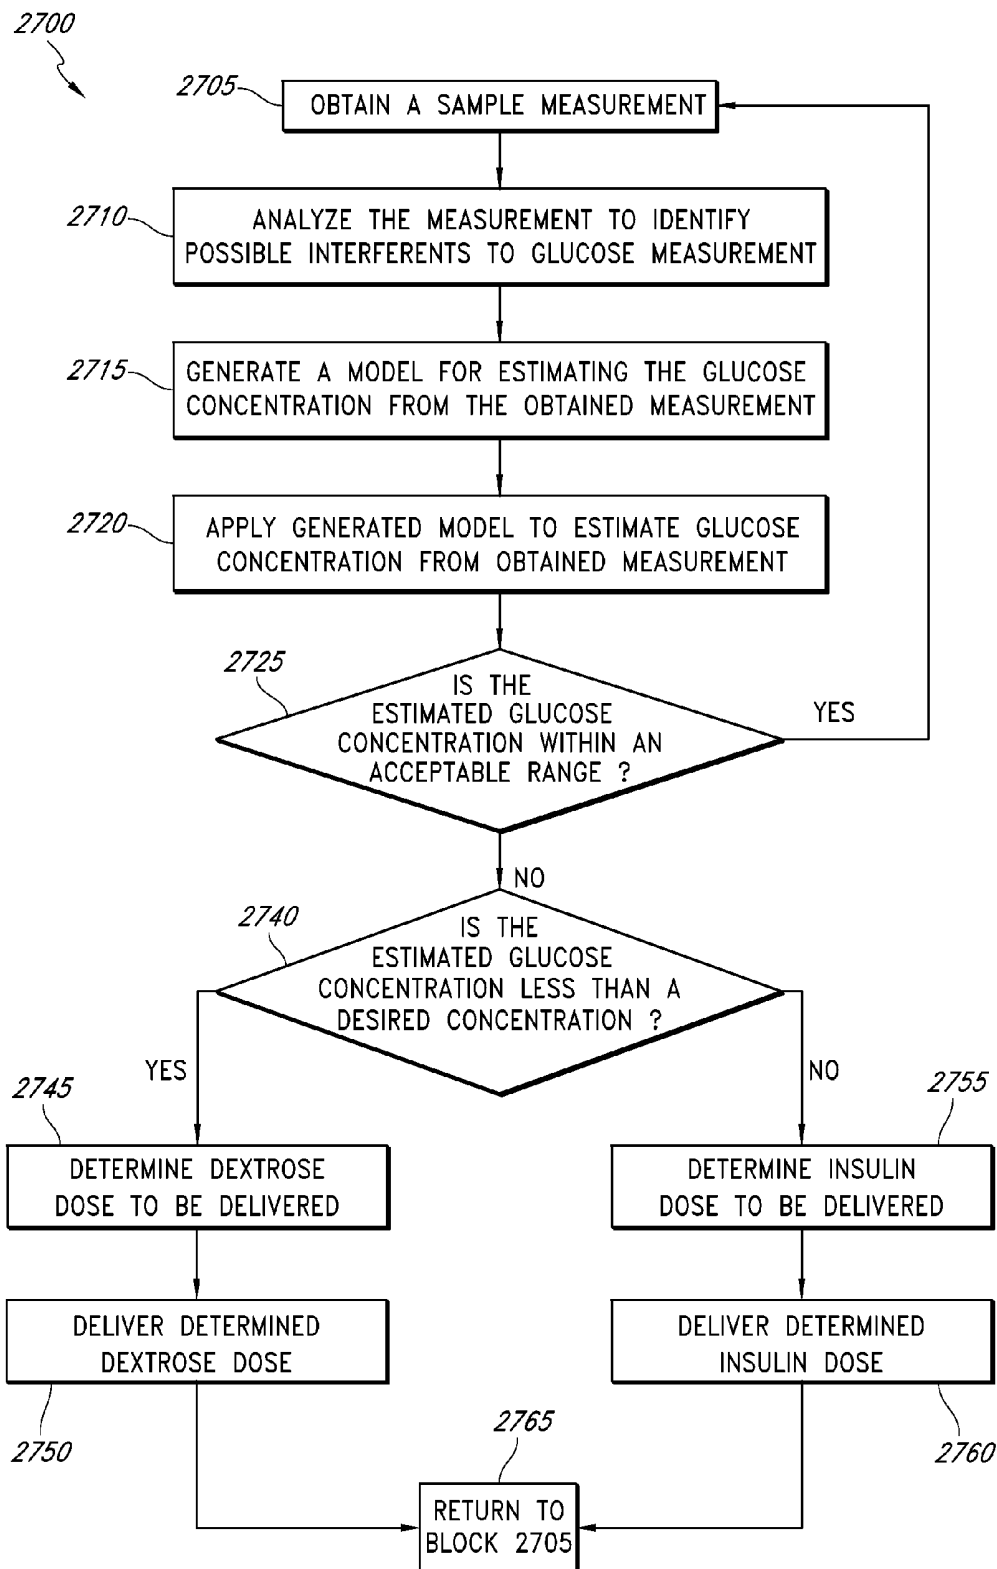 2700
2705
OBTAIN A SAMPLE MEASUREMENT
2710
ANALYZE THE MEASUREMENT TO IDENTIFY
POSSIBLE INTERFERENTS TO GLUCOSE MEASUREMENT
2715
GENERATE A MODEL FOR ESTIMATING THE GLUCOSE
CONCENTRATION FROM THE OBTAINED MEASUREMENT
2720
APPLY GENERATED MODEL TO ESTIMATE GLUCOSE
CONCENTRATION FROM OBTAINED MEASUREMENT
2725
IS THE
ESTIMATED GLUCOSE
CONCENTRATION WITHIN AN
ACCEPTABLE RANGE ?
YES
NO
2740
IS THE
ESTIMATED GLUCOSE
CONCENTRATION LESS THAN A
DESIRED CONCENTRATION ?
YES
NO
2745
DETERMINE DEXTROSE
DOSE TO BE DELIVERED
2755
DETERMINE INSULIN
DOSE TO BE DELIVERED
DELIVER DETERMINED
DEXTROSE DOSE
2750
DELIVER DETERMINED
INSULIN DOSE
2760
2765
RETURN TO
BLOCK 2705